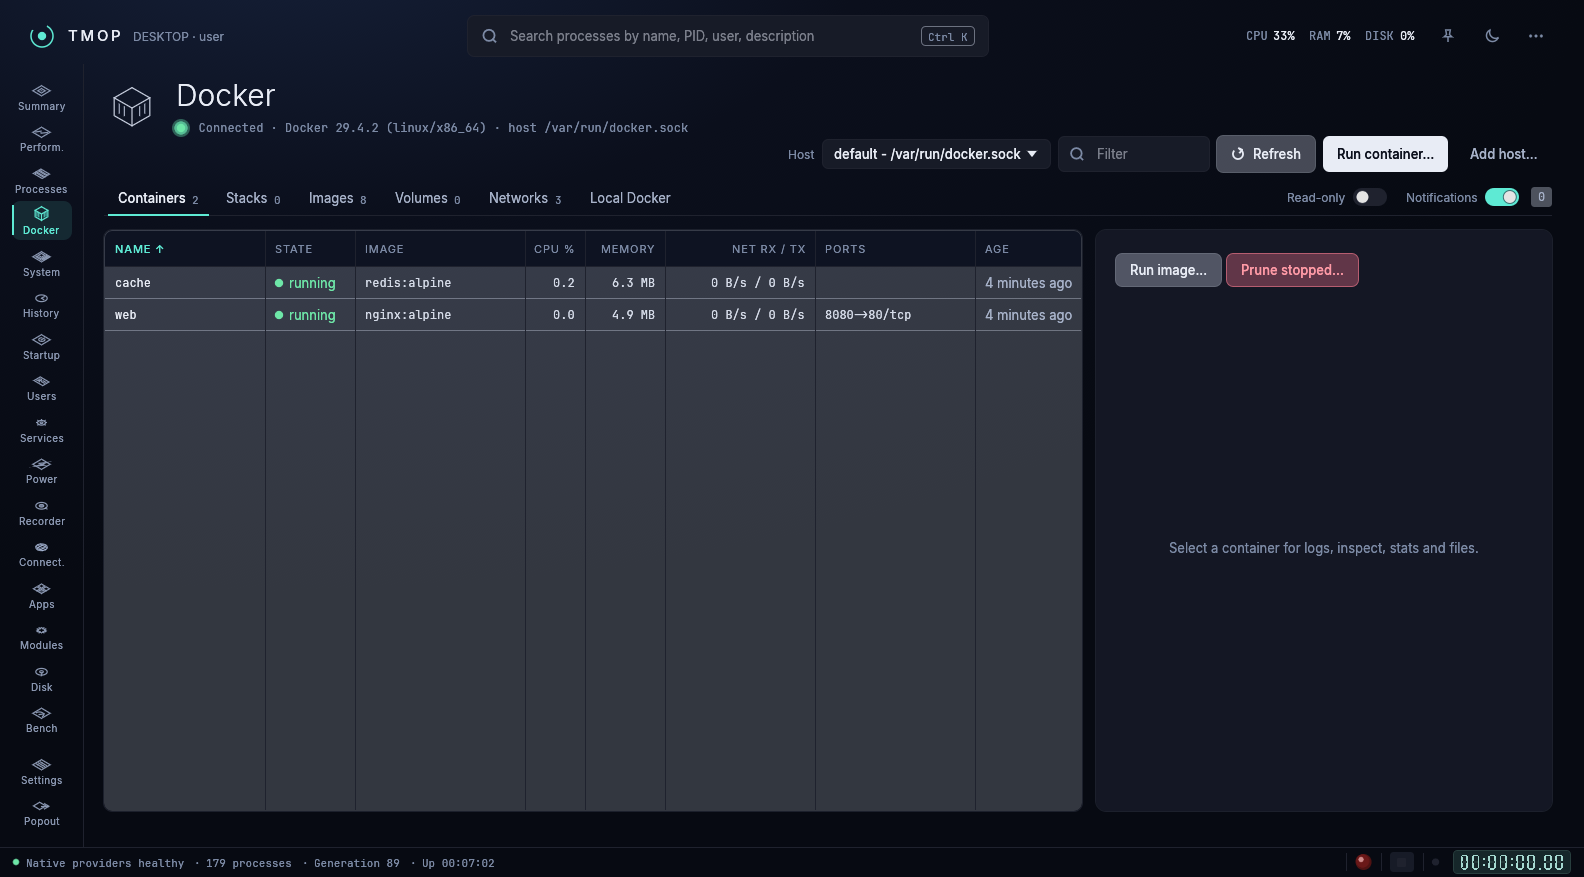 TMOP DESKTOP · user
Search processes by name, PID, user, description
Ctrl K
CPU 33% RAM 7% DISK 0%
Summary
Perform.
Processes
Docker
System
History
Startup
Users
Services
Power
Recorder
Connect.
Apps
Modules
Disk
Bench
Settings
Popout
Docker
Connected · Docker 29.4.2 (linux/x86_64) · host /var/run/docker.sock
Host default - /var/run/docker.sock Filter Refresh Run container... Add host...
Containers 2 Stacks 0 Images 8 Volumes 0 Networks 3 Local Docker
Read-only Notifications 0
NAME ↑ STATE IMAGE CPU % MEMORY NET RX / TX PORTS AGE
cache running redis:alpine 0.2 6.3 MB 0 B/s / 0 B/s 4 minutes ago
web running nginx:alpine 0.0 4.9 MB 0 B/s / 0 B/s 8080→80/tcp 4 minutes ago
Run image... Prune stopped...
Select a container for logs, inspect, stats and files.
Native providers healthy · 179 processes · Generation 89 · Up 00:07:02
00:00:00.00